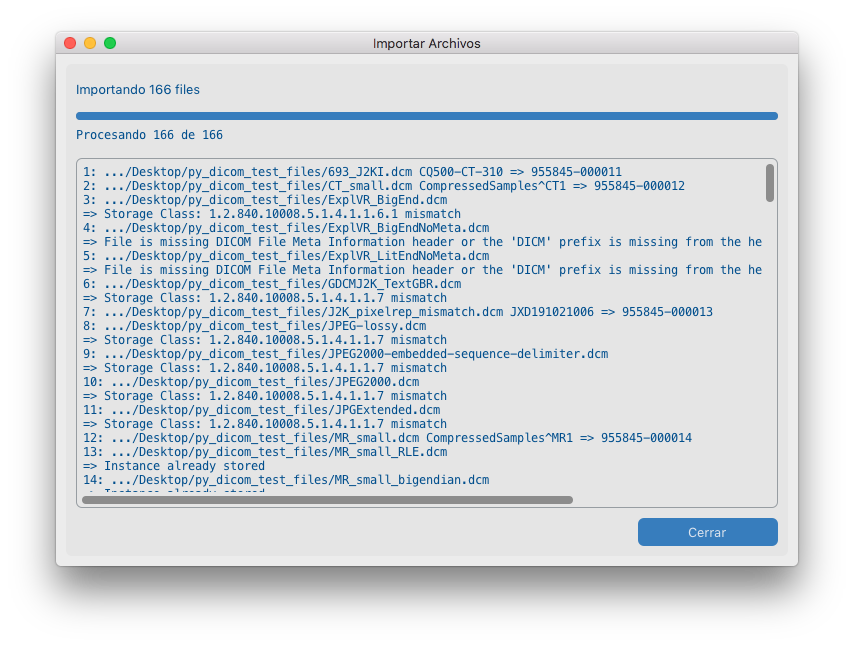 Importar Archivos
Importando 166 files
Procesando 166 de 166
1: .../Desktop/py_dicom_test_files/693_J2KI.dcm CQ500-CT-310 => 955845-000011
2: .../Desktop/py_dicom_test_files/CT_small.dcm CompressedSamples^CT1 => 955845-000012
3: .../Desktop/py_dicom_test_files/ExplVR_BigEnd.dcm
=> Storage Class: 1.2.840.10008.5.1.4.1.1.6.1 mismatch
4: .../Desktop/py_dicom_test_files/ExplVR_BigEndNoMeta.dcm
=> File is missing DICOM File Meta Information header or the 'DICM' prefix is missing from the he
5: .../Desktop/py_dicom_test_files/ExplVR_LitEndNoMeta.dcm
=> File is missing DICOM File Meta Information header or the 'DICM' prefix is missing from the he
6: .../Desktop/py_dicom_test_files/GDCMJ2K_TextGBR.dcm
=> Storage Class: 1.2.840.10008.5.1.4.1.1.7 mismatch
7: .../Desktop/py_dicom_test_files/J2K_pixelrep_mismatch.dcm JXD191021006 => 955845-000013
8: .../Desktop/py_dicom_test_files/JPEG-lossy.dcm
=> Storage Class: 1.2.840.10008.5.1.4.1.1.7 mismatch
9: .../Desktop/py_dicom_test_files/JPEG2000-embedded-sequence-delimiter.dcm
=> Storage Class: 1.2.840.10008.5.1.4.1.1.7 mismatch
10: .../Desktop/py_dicom_test_files/JPEG2000.dcm
=> Storage Class: 1.2.840.10008.5.1.4.1.1.7 mismatch
11: .../Desktop/py_dicom_test_files/JPGExtended.dcm
=> Storage Class: 1.2.840.10008.5.1.4.1.1.7 mismatch
12: .../Desktop/py_dicom_test_files/MR_small.dcm CompressedSamples^MR1 => 955845-000014
13: .../Desktop/py_dicom_test_files/MR_small_RLE.dcm
=> Instance already stored
14: .../Desktop/py_dicom_test_files/MR_small_bigendian.dcm
=> Instance already stored
Cerrar